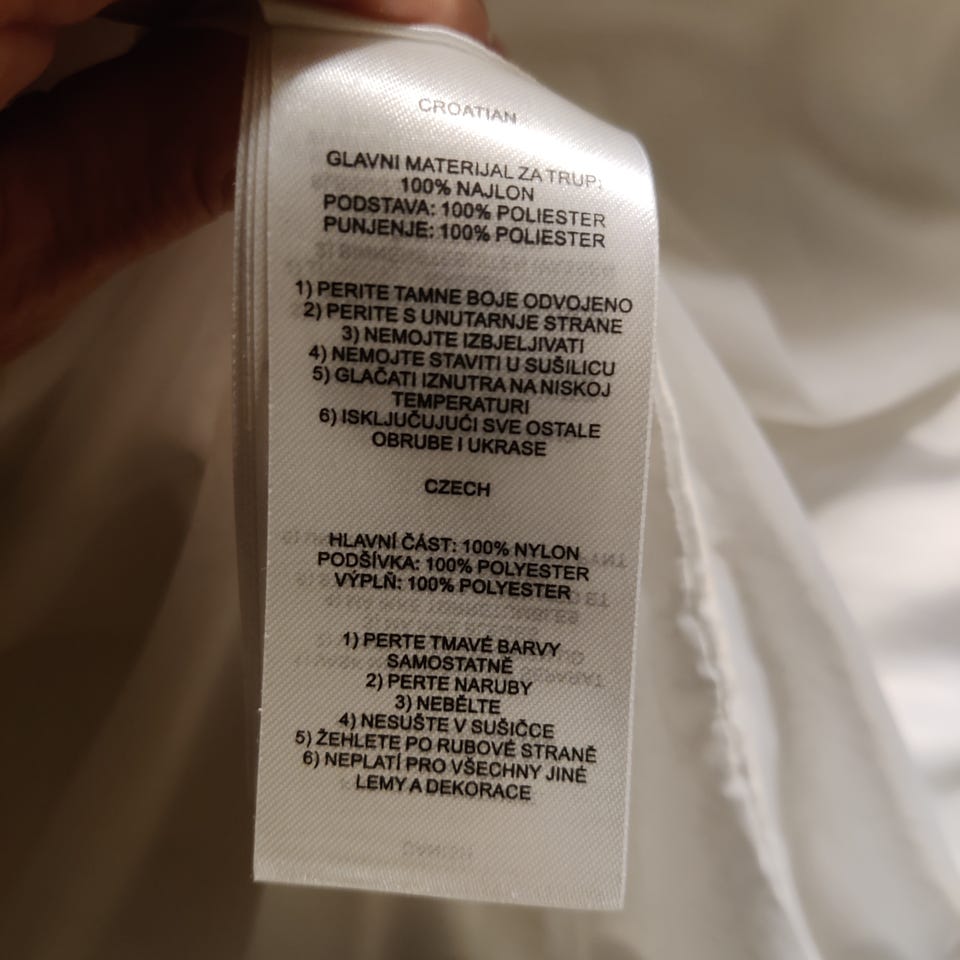 CROATIAN
GLAVNI MATERIJAL ZA TRUP:
100% NAJLON
PODSTAVA: 100% POLIESTER
PUNJENJE: 100% POLIESTER
1) PERITE TAMNE BOJE ODVOJENO
2) PERITE S UNUTARNJE STRANE
3) NEMOJTE IZBJELJIVATI
4) NEMOJTE STAVITI U SUŠILICU
5) GLAČATI IZNUTRA NA NISKOJ
TEMPERATURI
6) ISKLJUČUJUĆI SVE OSTALE
OBRUBE I UKRASE
CZECH
HLAVNÍ ČÁST: 100% NYLON
PODŠÍVKA: 100% POLYESTER
VÝPLŇ: 100% POLYESTER
1) PERTE TMAVÉ BARVY
SAMOSTATNĚ
2) PERTE NARUBY
3) NEBĚLTE
4) NESUŠTE V SUŠIČCE
5) ŽEHLETE PO RUBOVÉ STRANĚ
6) NEPLATÍ PRO VŠECHNY JINÉ
LEMY A DEKORACE